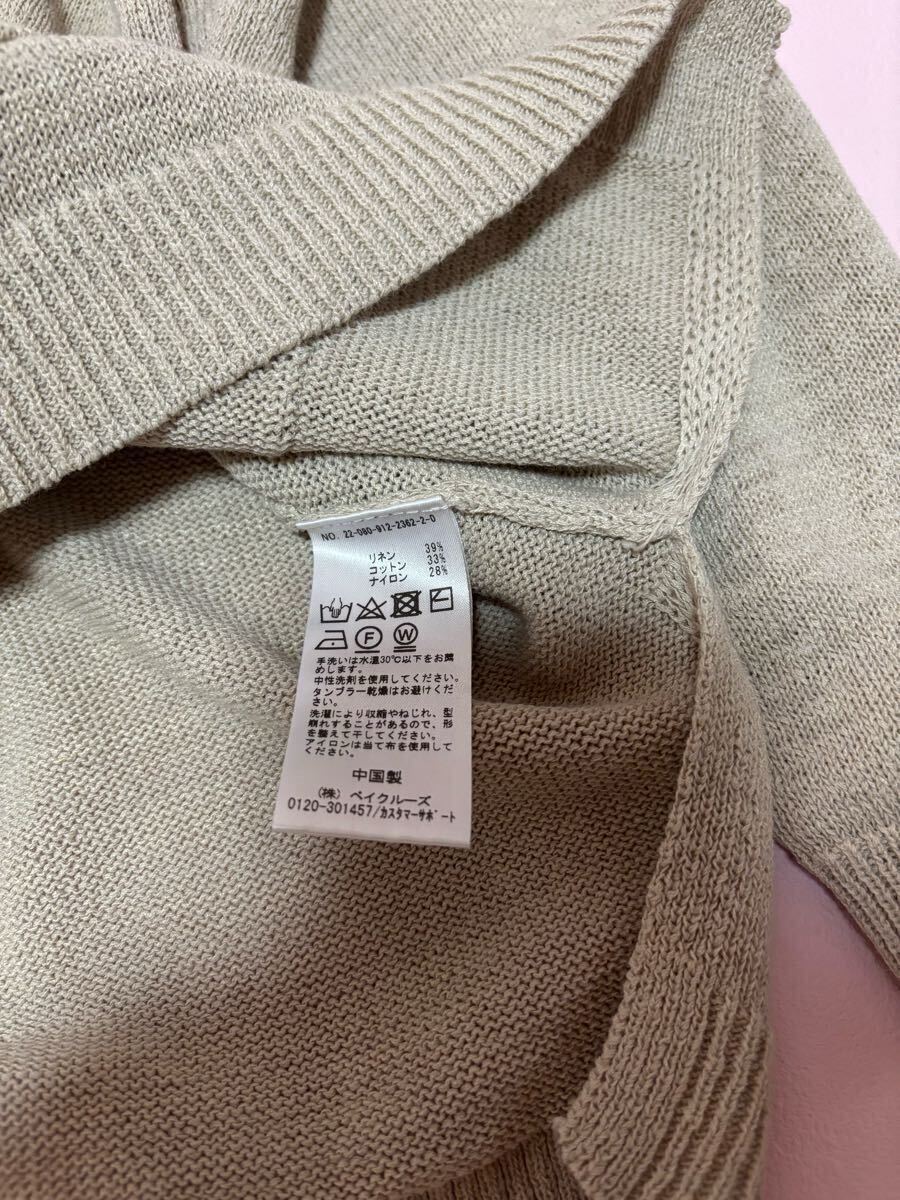 NO. 22-080-912-2362-2-0
リネン 39%
コットン 33%
ナイロン 28%
F W
手洗いは水温30℃以下をお薦
めします。
中性洗剤を使用してください。
タンブラー乾燥はお避けくだ
さい。
洗濯により収縮やねじれ、型
崩れすることがあるので、形
を整えて干してください。
アイロンは当て布を使用して
ください。
中国製
(株) ベイクルーズ
0120-301457/カスタマーサポート